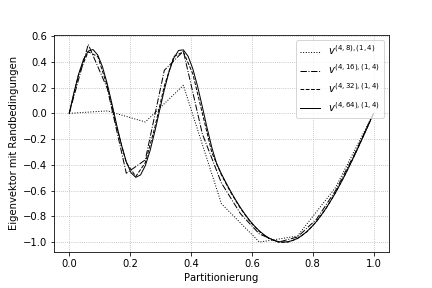 Eigenvektor mit Randbedingungen
0.6
0.4
0.2
0.0
−0.2
−0.4
−0.6
−0.8
−1.0
V^(4,8),(1,4)
V^(4,16),(1,4)
V^(4,32),(1,4)
V^(4,64),(1,4)
0.0 0.2 0.4 0.6 0.8 1.0
Partitionierung